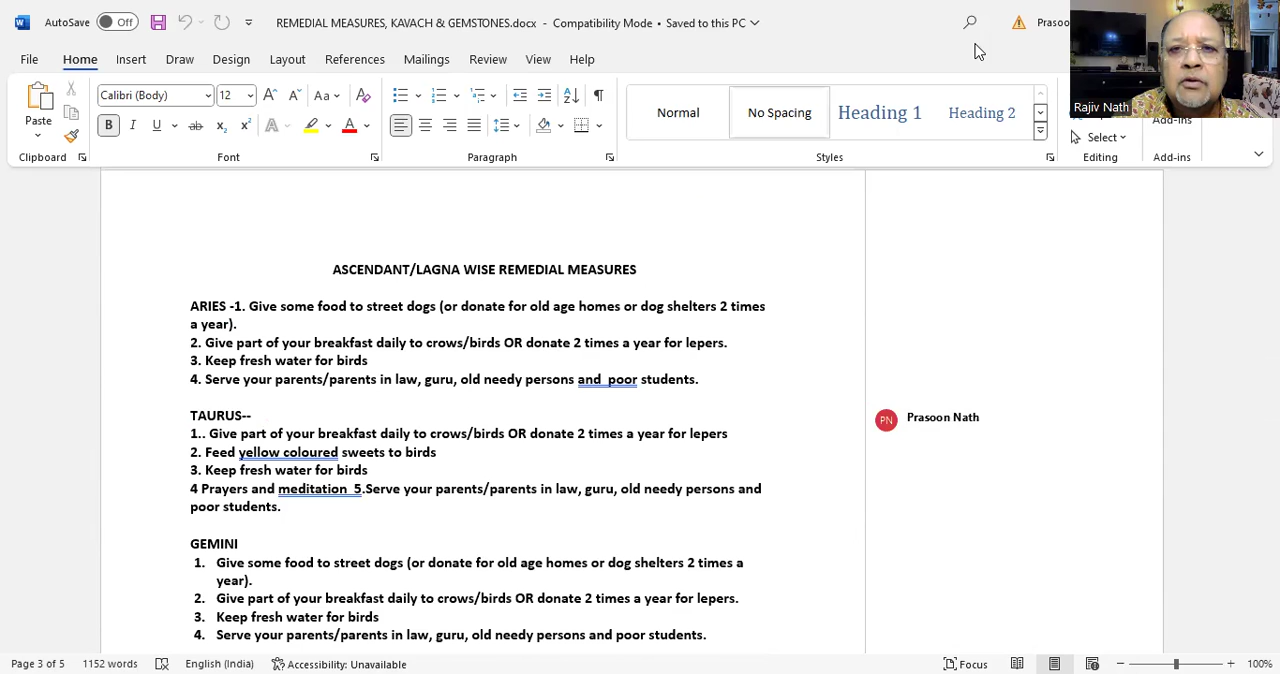 AutoSave Off REMEDIAL MEASURES, KAVACH & GEMSTONES.docx - Compatibility Mode • Saved to this PC Prasoo
File Home Insert Draw Design Layout References Mailings Review View Help
Rajiv Nath
Paste
Calibri (Body) 12 Aa
B I U ab x₂ x² A A
Normal No Spacing Heading 1 Heading 2
Select Add-ins
Clipboard Font Paragraph Styles Editing Add-ins
ASCENDANT/LAGNA WISE REMEDIAL MEASURES
ARIES -1. Give some food to street dogs (or donate for old age homes or dog shelters 2 times
a year).
2. Give part of your breakfast daily to crows/birds OR donate 2 times a year for lepers.
3. Keep fresh water for birds
4. Serve your parents/parents in law, guru, old needy persons and  poor students.
TAURUS--
PN Prasoon Nath
1.. Give part of your breakfast daily to crows/birds OR donate 2 times a year for lepers
2. Feed yellow coloured sweets to birds
3. Keep fresh water for birds
4 Prayers and meditation  5.Serve your parents/parents in law, guru, old needy persons and
poor students.
GEMINI
1. Give some food to street dogs (or donate for old age homes or dog shelters 2 times a
year).
2. Give part of your breakfast daily to crows/birds OR donate 2 times a year for lepers.
3. Keep fresh water for birds
4. Serve your parents/parents in law, guru, old needy persons and poor students.
Page 3 of 5 1152 words English (India) Accessibility: Unavailable Focus 100%